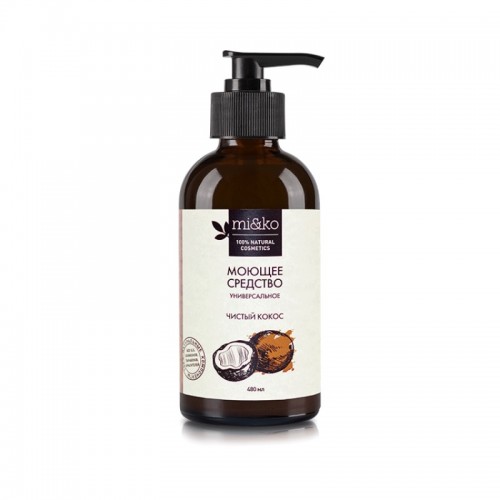 mi&ko
100% NATURAL
COSMETICS
МОЮЩЕЕ
СРЕДСТВО
УНИВЕРСАЛЬНОЕ
ЧИСТЫЙ КОКОС
480 мл